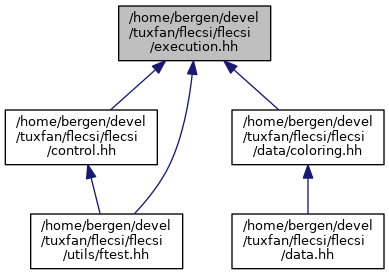 /home/bergen/devel
/tuxfan/flecsi/flecsi
/execution.hh
/home/bergen/devel
/tuxfan/flecsi/flecsi
/control.hh
/home/bergen/devel
/tuxfan/flecsi/flecsi
/data/coloring.hh
/home/bergen/devel
/tuxfan/flecsi/flecsi
/utils/ftest.hh
/home/bergen/devel
/tuxfan/flecsi/flecsi
/data.hh